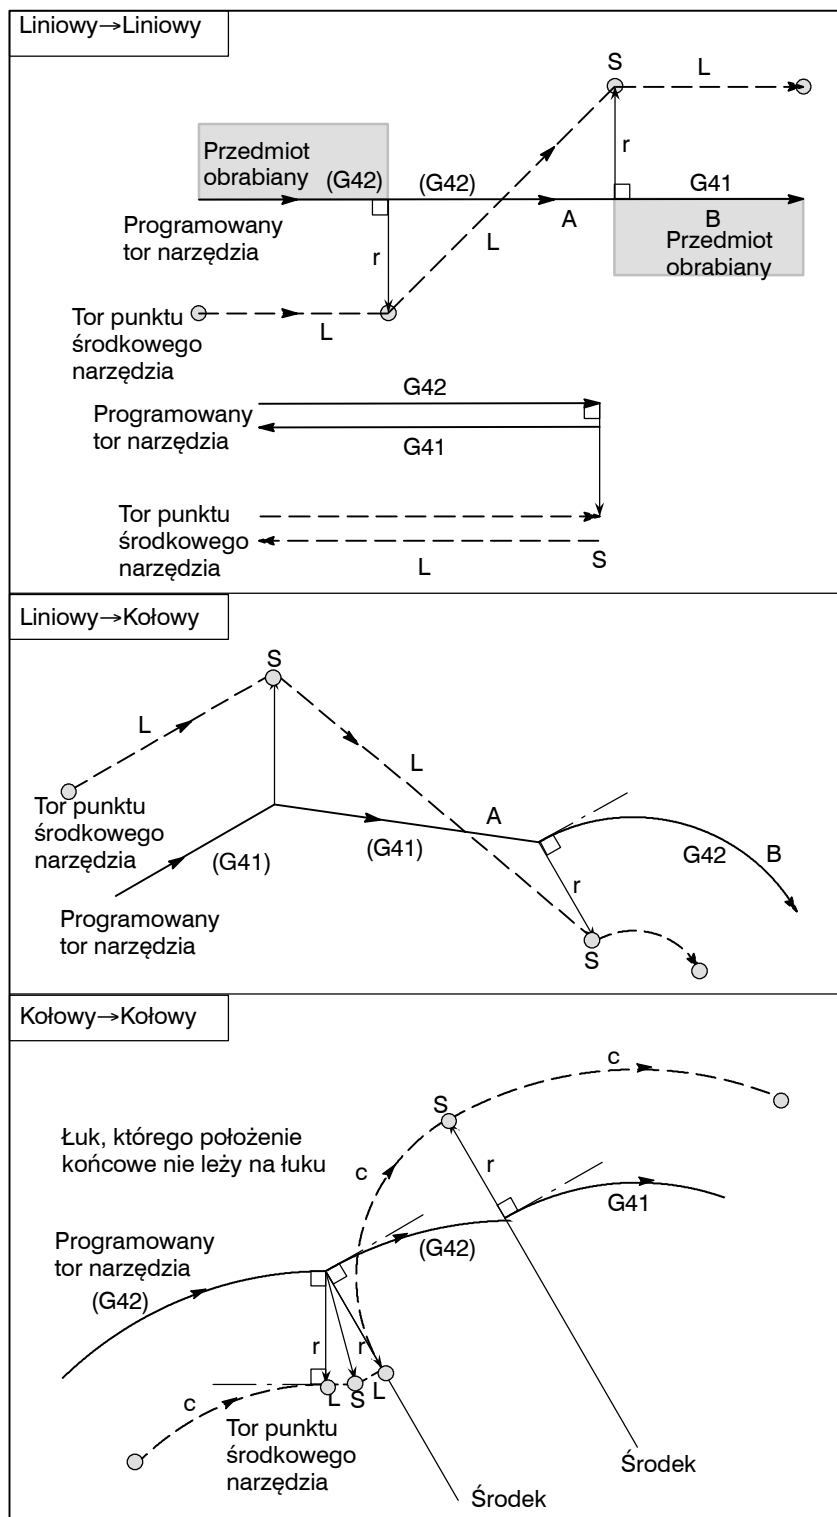 Liniowy→Liniowy
S
L
Przedmiot
obrabiany
(G42)
(G42)
r
G41
Programowany
tor narzędzia
A
B
L
r
Przedmiot
obrabiany
Tor punktu
środkowego
narzędzia
L
G42
Programowany
tor narzędzia
G41
Tor punktu
środkowego
narzędzia
L
S
Liniowy→Kołowy
S
L
L
Tor punktu
środkowego
narzędzia
A
(G41)
(G41)
G42
B
r
Programowany
tor narzędzia
S
Kołowy→Kołowy
c
S
Łuk, którego położenie
końcowe nie leży na łuku
c
r
G41
Programowany
tor narzędzia
(G42)
(G42)
r
r
L
S
L
c
Tor punktu
środkowego
narzędzia
Środek
Środek